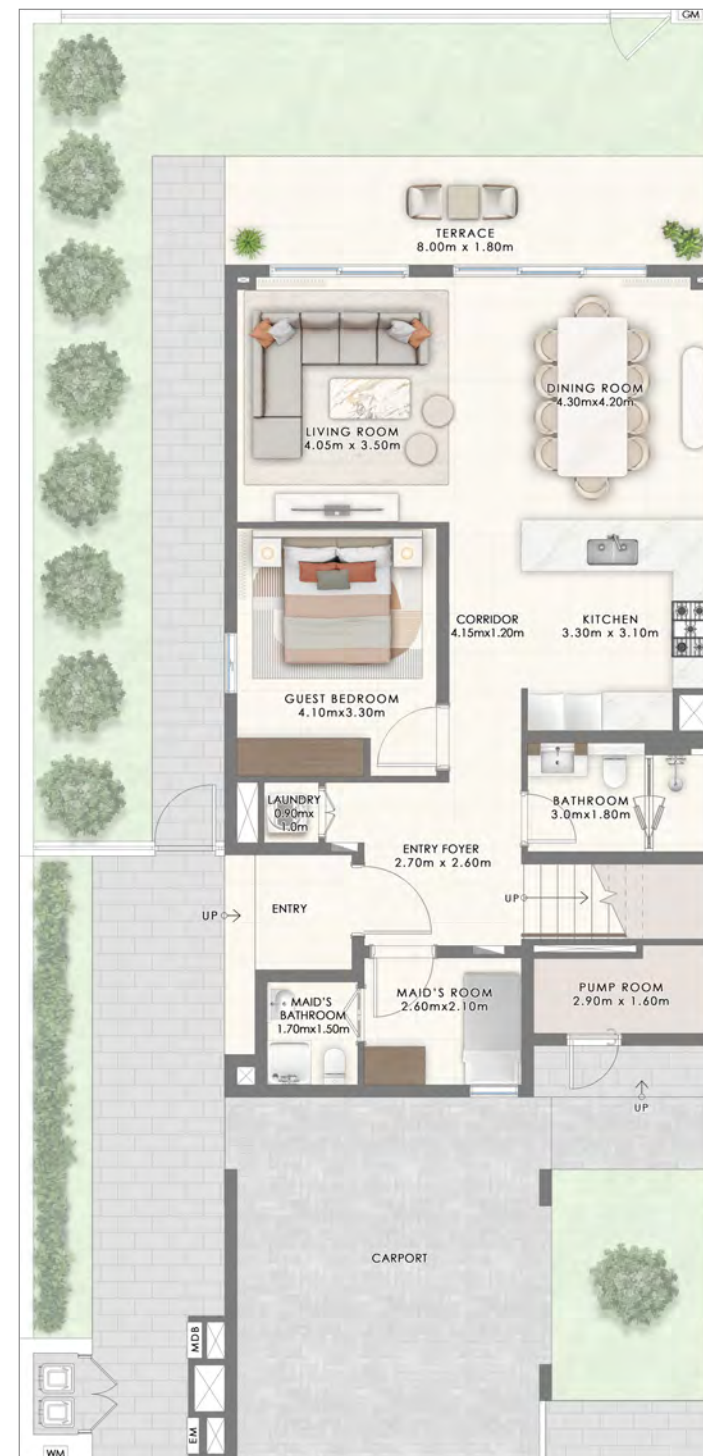 GM
TERRACE
8.00m x 1.80m
DINING ROOM
4.30mx4.20m
LIVING ROOM
4.05m x 3.50m
CORRIDOR
4.15mx1.20m
KITCHEN
3.30m x 3.10m
GUEST BEDROOM
4.10mx3.30m
LAUNDRY
0.90mx
1.0m
BATHROOM
3.0mx1.80m
ENTRY FOYER
2.70m x 2.60m
UP
ENTRY
UP
MAID'S
BATHROOM
1.70mx1.50m
MAID'S ROOM
2.60mx2.10m
PUMP ROOM
2.90m x 1.60m
UP
CARPORT
MDB
EM
WM